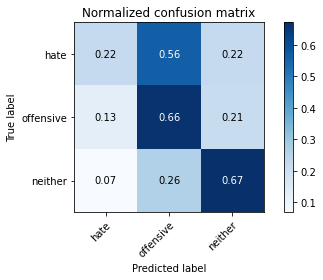 Normalized confusion matrix
True label
hate 0.22 0.56 0.22
offensive 0.13 0.66 0.21
neither 0.07 0.26 0.67
hate offensive neither
Predicted label
0.6
0.5
0.4
0.3
0.2
0.1